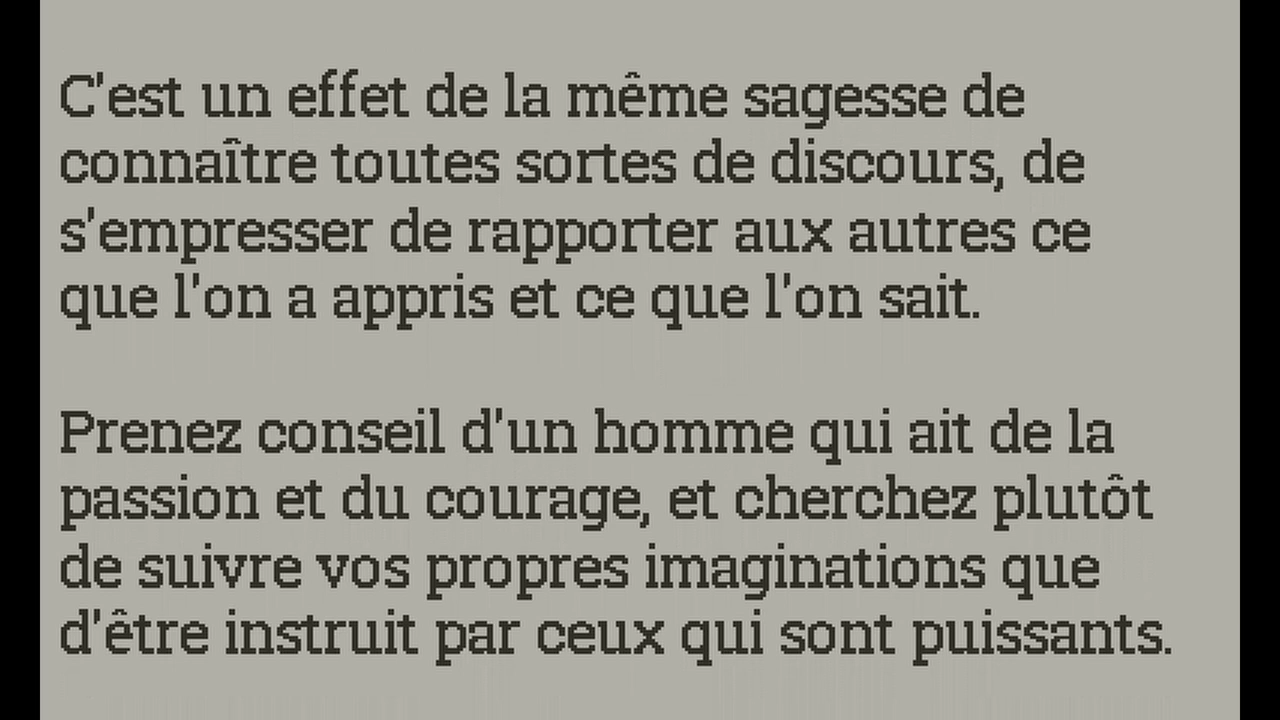 C'est un effet de la même sagesse de
connaître toutes sortes de discours, de
s'empresser de rapporter aux autres ce
que l'on a appris et ce que l'on sait.
Prenez conseil d'un homme qui ait de la
passion et du courage, et cherchez plutôt
de suivre vos propres imaginations que
d'être instruit par ceux qui sont puissants.